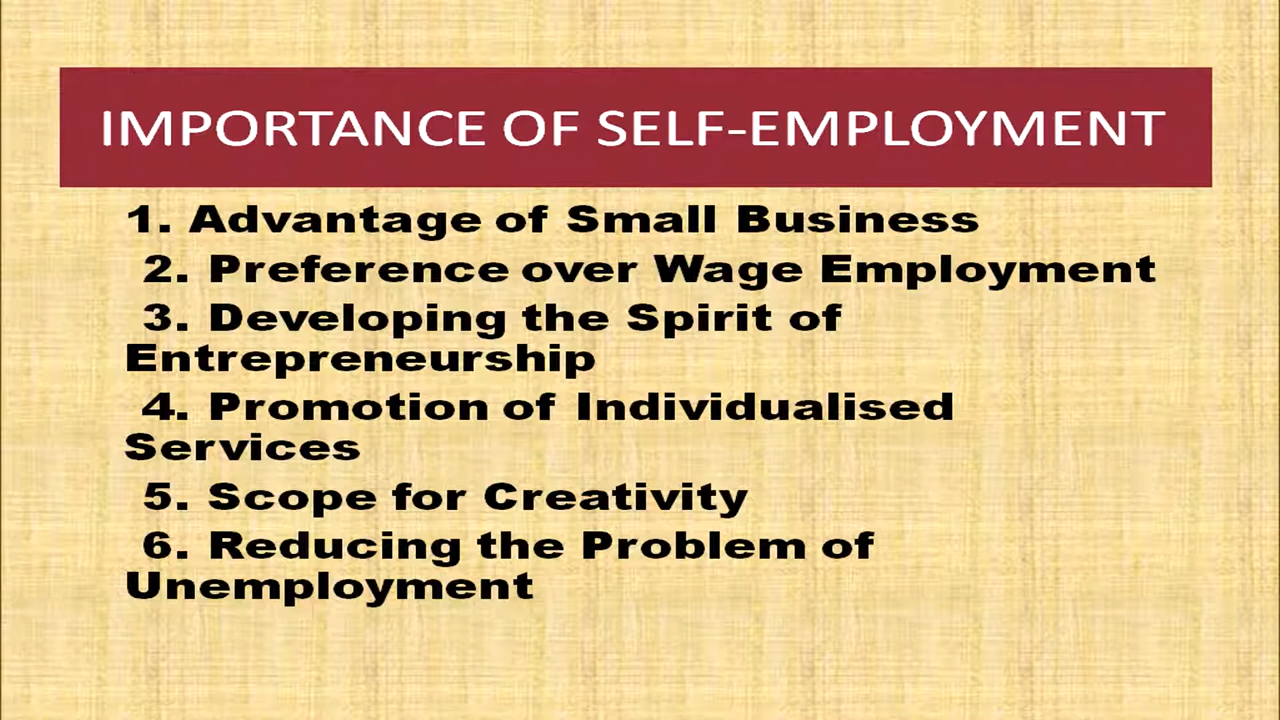 IMPORTANCE OF SELF-EMPLOYMENT
1. Advantage of Small Business
2. Preference over Wage Employment
3. Developing the Spirit of
Entrepreneurship
4. Promotion of Individualised
Services
5. Scope for Creativity
6. Reducing the Problem of
Unemployment